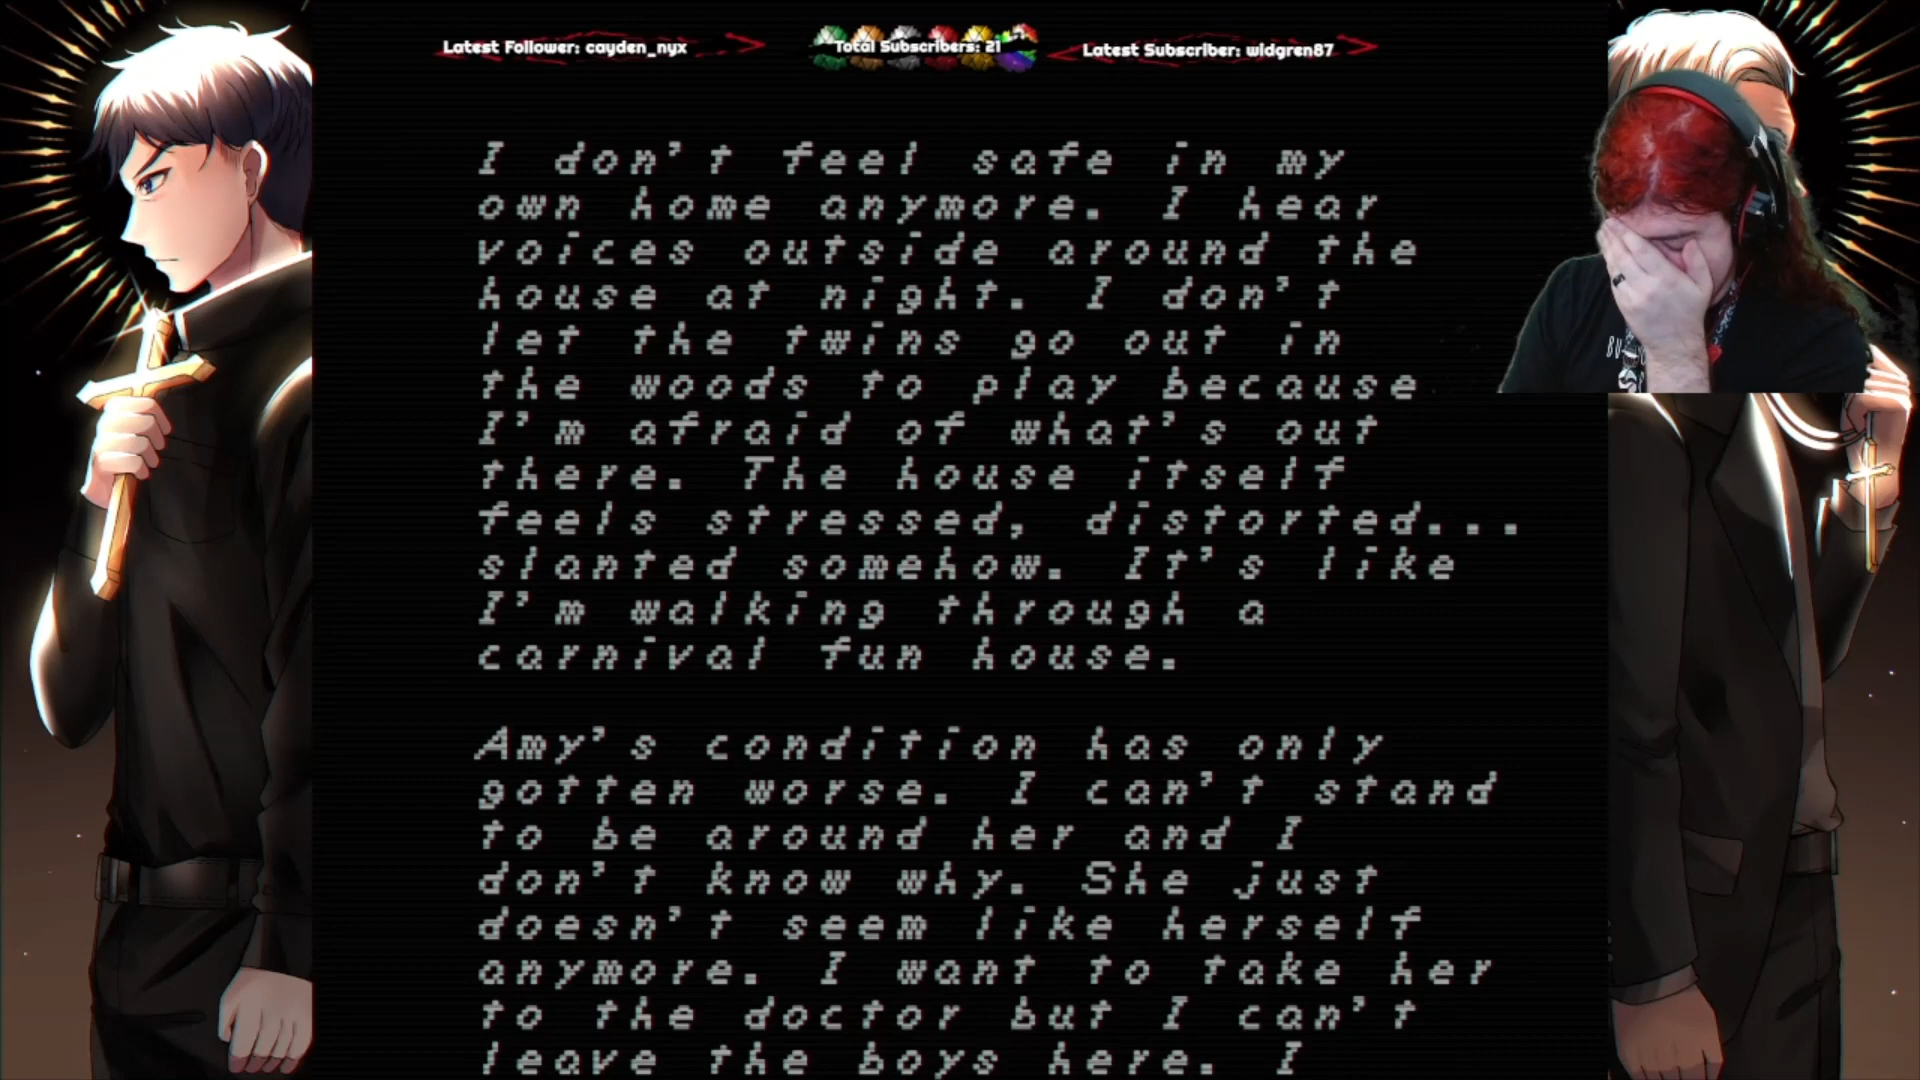 Latest Follower: cayden_nyx
Total Subscribers: 21
Latest Subscriber: widgren87
I don't feel safe in my
own home anymore. I hear
voices outside around the
house at night. I don't
let the twins go out in
the woods to play because
I'm afraid of what's out
there. The house itself
feels stressed, distorted...
slanted somehow. It's like
I'm walking through a
carnival fun house.
Amy's condition has only
gotten worse. I can't stand
to be around her and I
don't know why. She just
doesn't seem like herself
anymore. I want to take her
to the doctor but I can't
leave the boys here. I